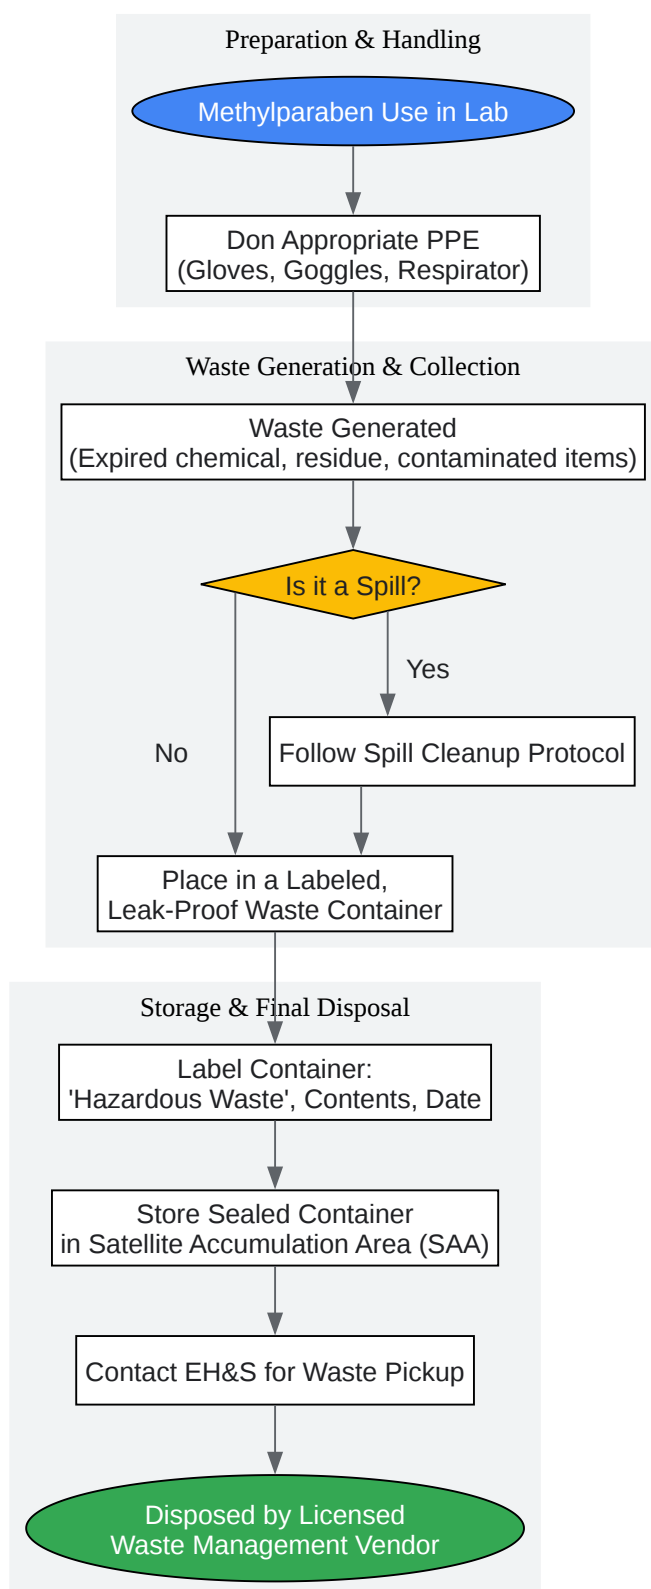 Preparation & Handling
Methylparaben Use in Lab
Don Appropriate PPE
(Gloves, Goggles, Respirator)
Waste Generation & Collection
Waste Generated
(Expired chemical, residue, contaminated items)
Is it a Spill?
Yes
No
Follow Spill Cleanup Protocol
Place in a Labeled,
Leak-Proof Waste Container
Storage & Final Disposal
Label Container:
'Hazardous Waste', Contents, Date
Store Sealed Container
in Satellite Accumulation Area (SAA)
Contact EH&S for Waste Pickup
Disposed by Licensed
Waste Management Vendor